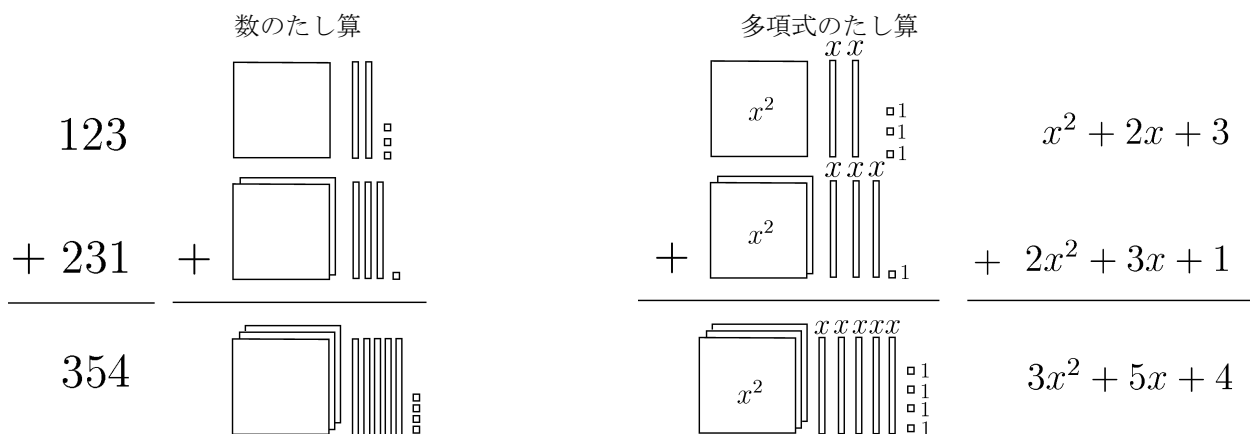 数のたし算
123
+ 231
+
354
多項式のたし算
x x
x²
1
1
1
x² + 2x + 3
x x x
x²
+
1
+ 2x² + 3x + 1
x x x x x
x²
1
1
1
1
3x² + 5x + 4